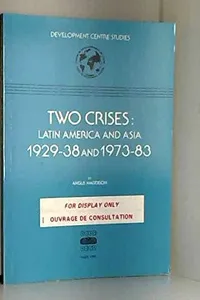 DEVELOPMENT CENTRE STUDIES
TWO CRISES:
LATIN AMERICA AND ASIA
1929-38 AND 1973-83
BY
ANGUS MADDISON
FOR DISPLAY ONLY
OUVRAGE DE CONSULTATION